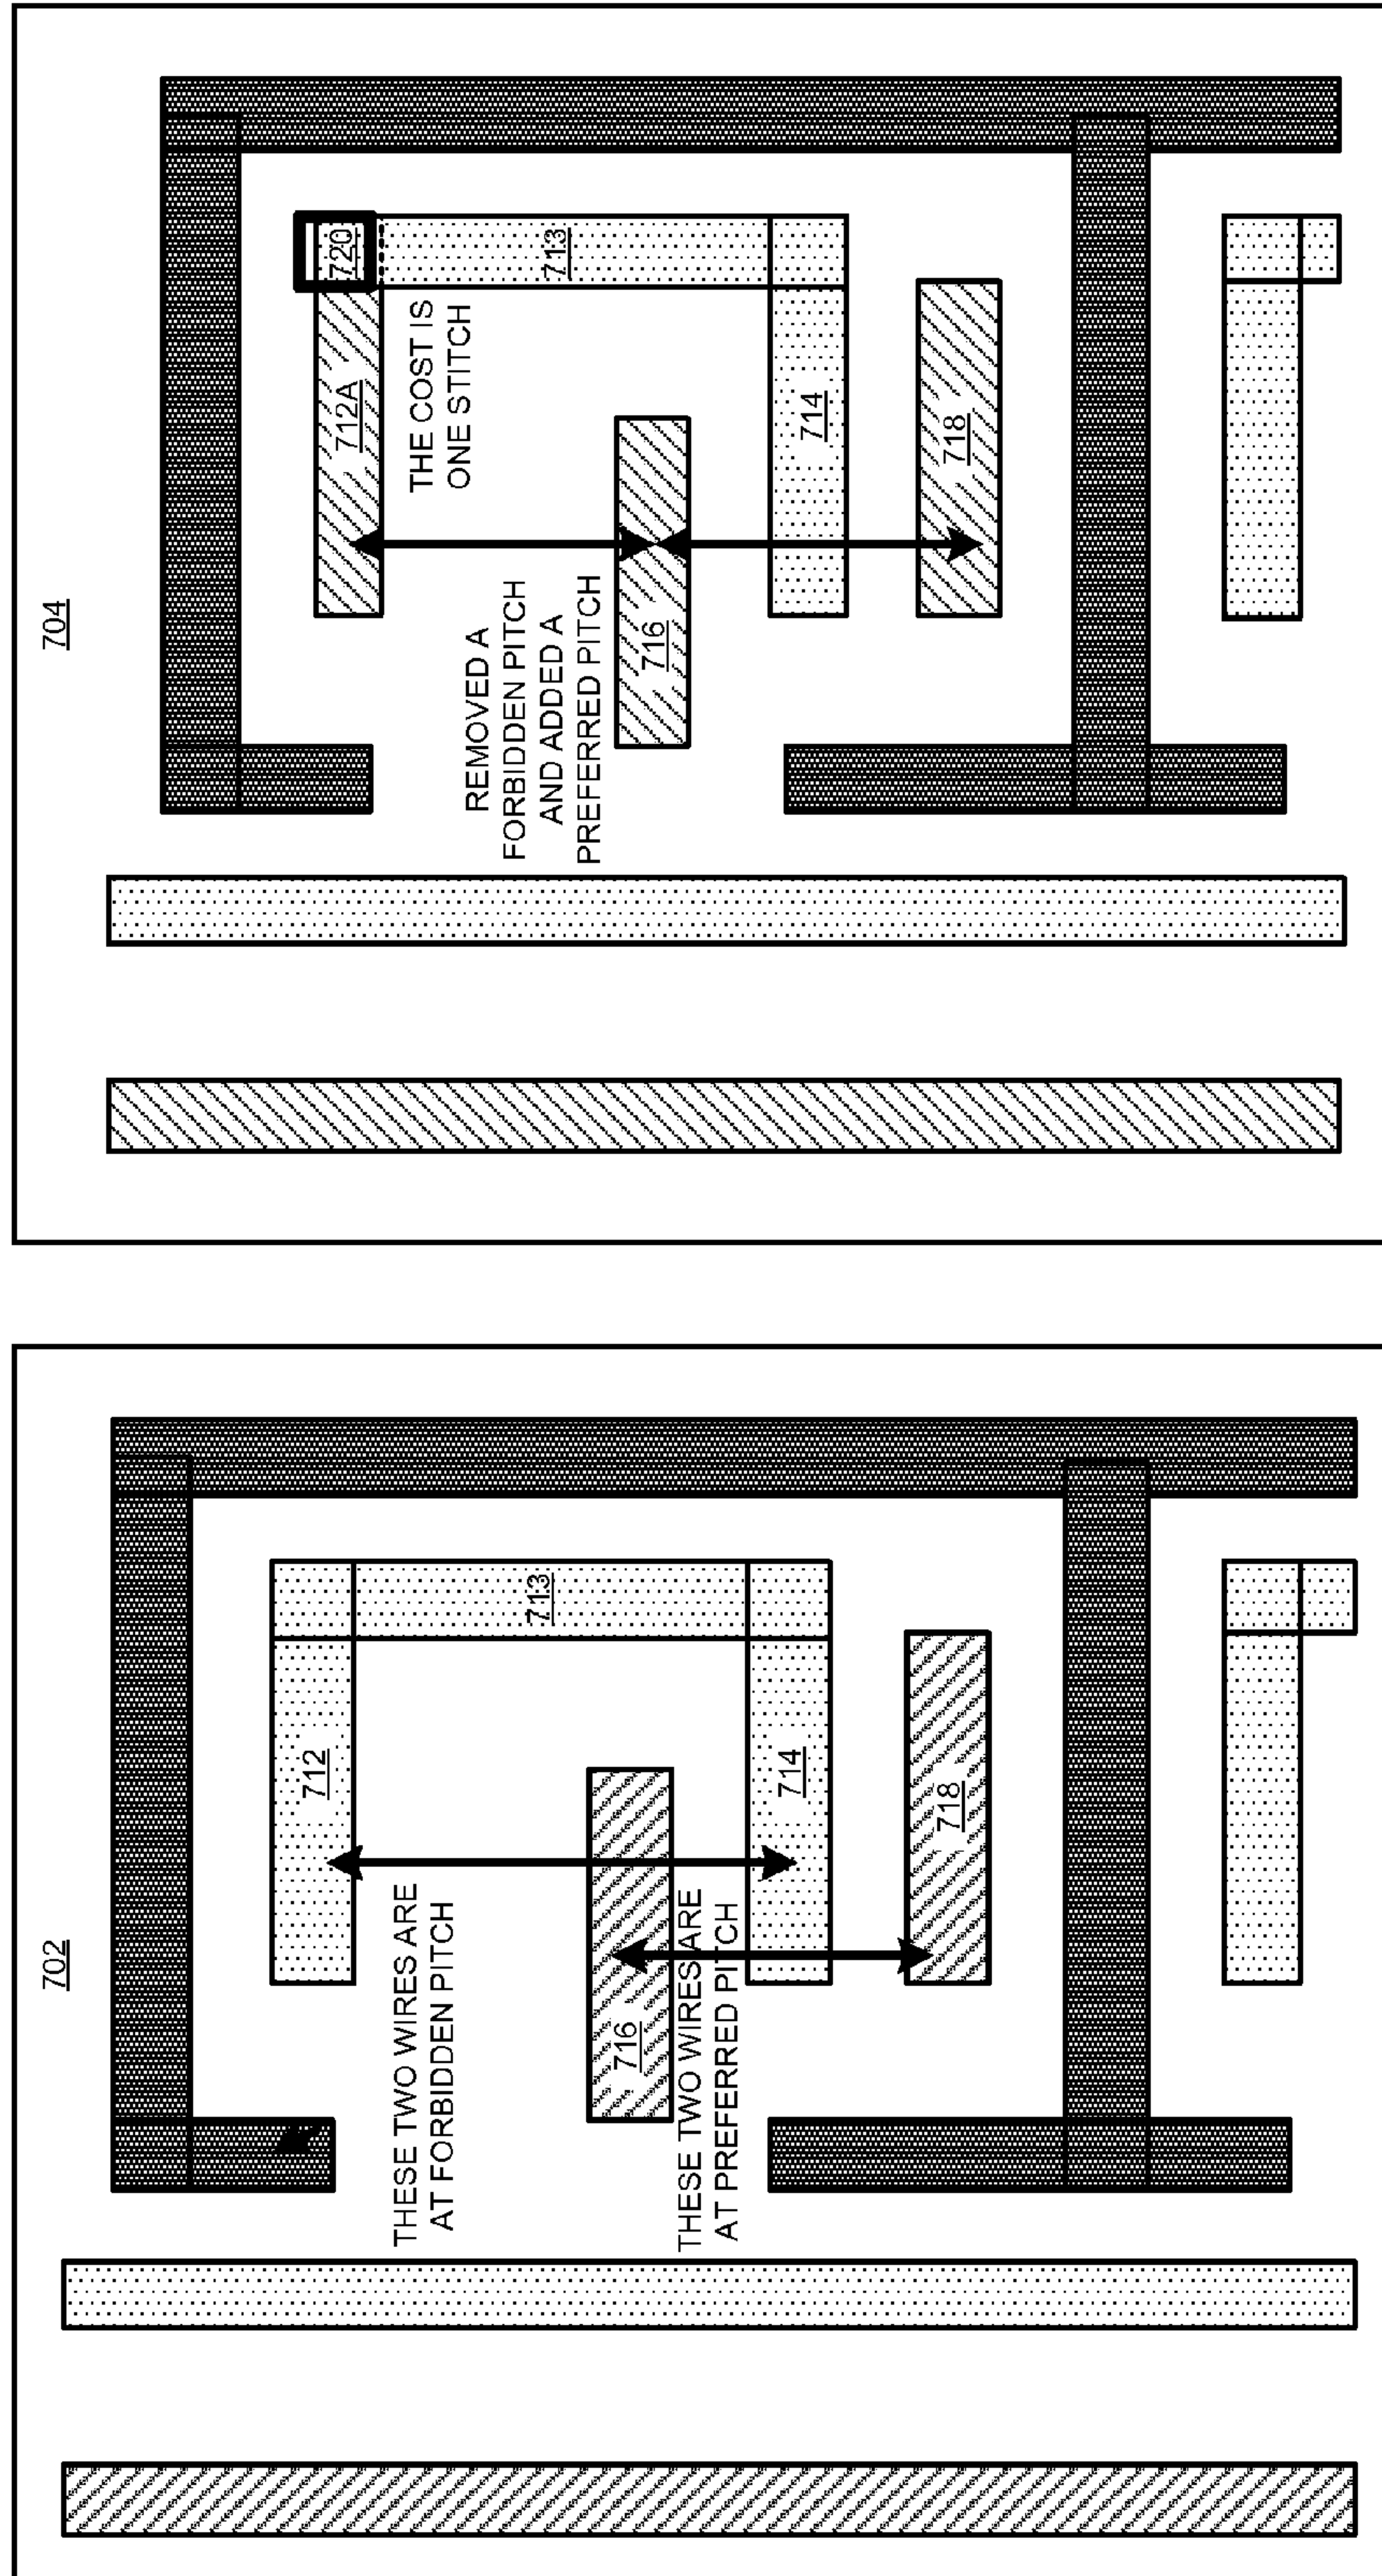 702
712
713
714
716
718
THESE TWO WIRES ARE
AT FORBIDDEN PITCH
THESE TWO WIRES ARE
AT PREFERRED PITCH
704
712A
720
713
THE COST IS
ONE STITCH
714
716
718
REMOVED A
FORBIDDEN PITCH
AND ADDED A
PREFERRED PITCH